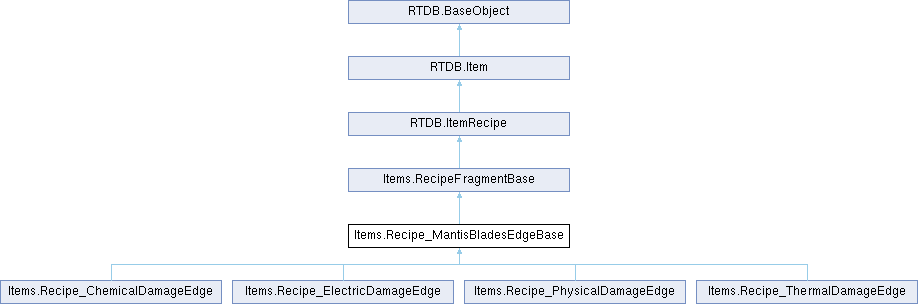 RTDB.BaseObject
RTDB.Item
RTDB.ItemRecipe
Items.RecipeFragmentBase
Items.Recipe_MantisBladesEdgeBase
Items.Recipe_ChemicalDamageEdge
Items.Recipe_ElectricDamageEdge
Items.Recipe_PhysicalDamageEdge
Items.Recipe_ThermalDamageEdge